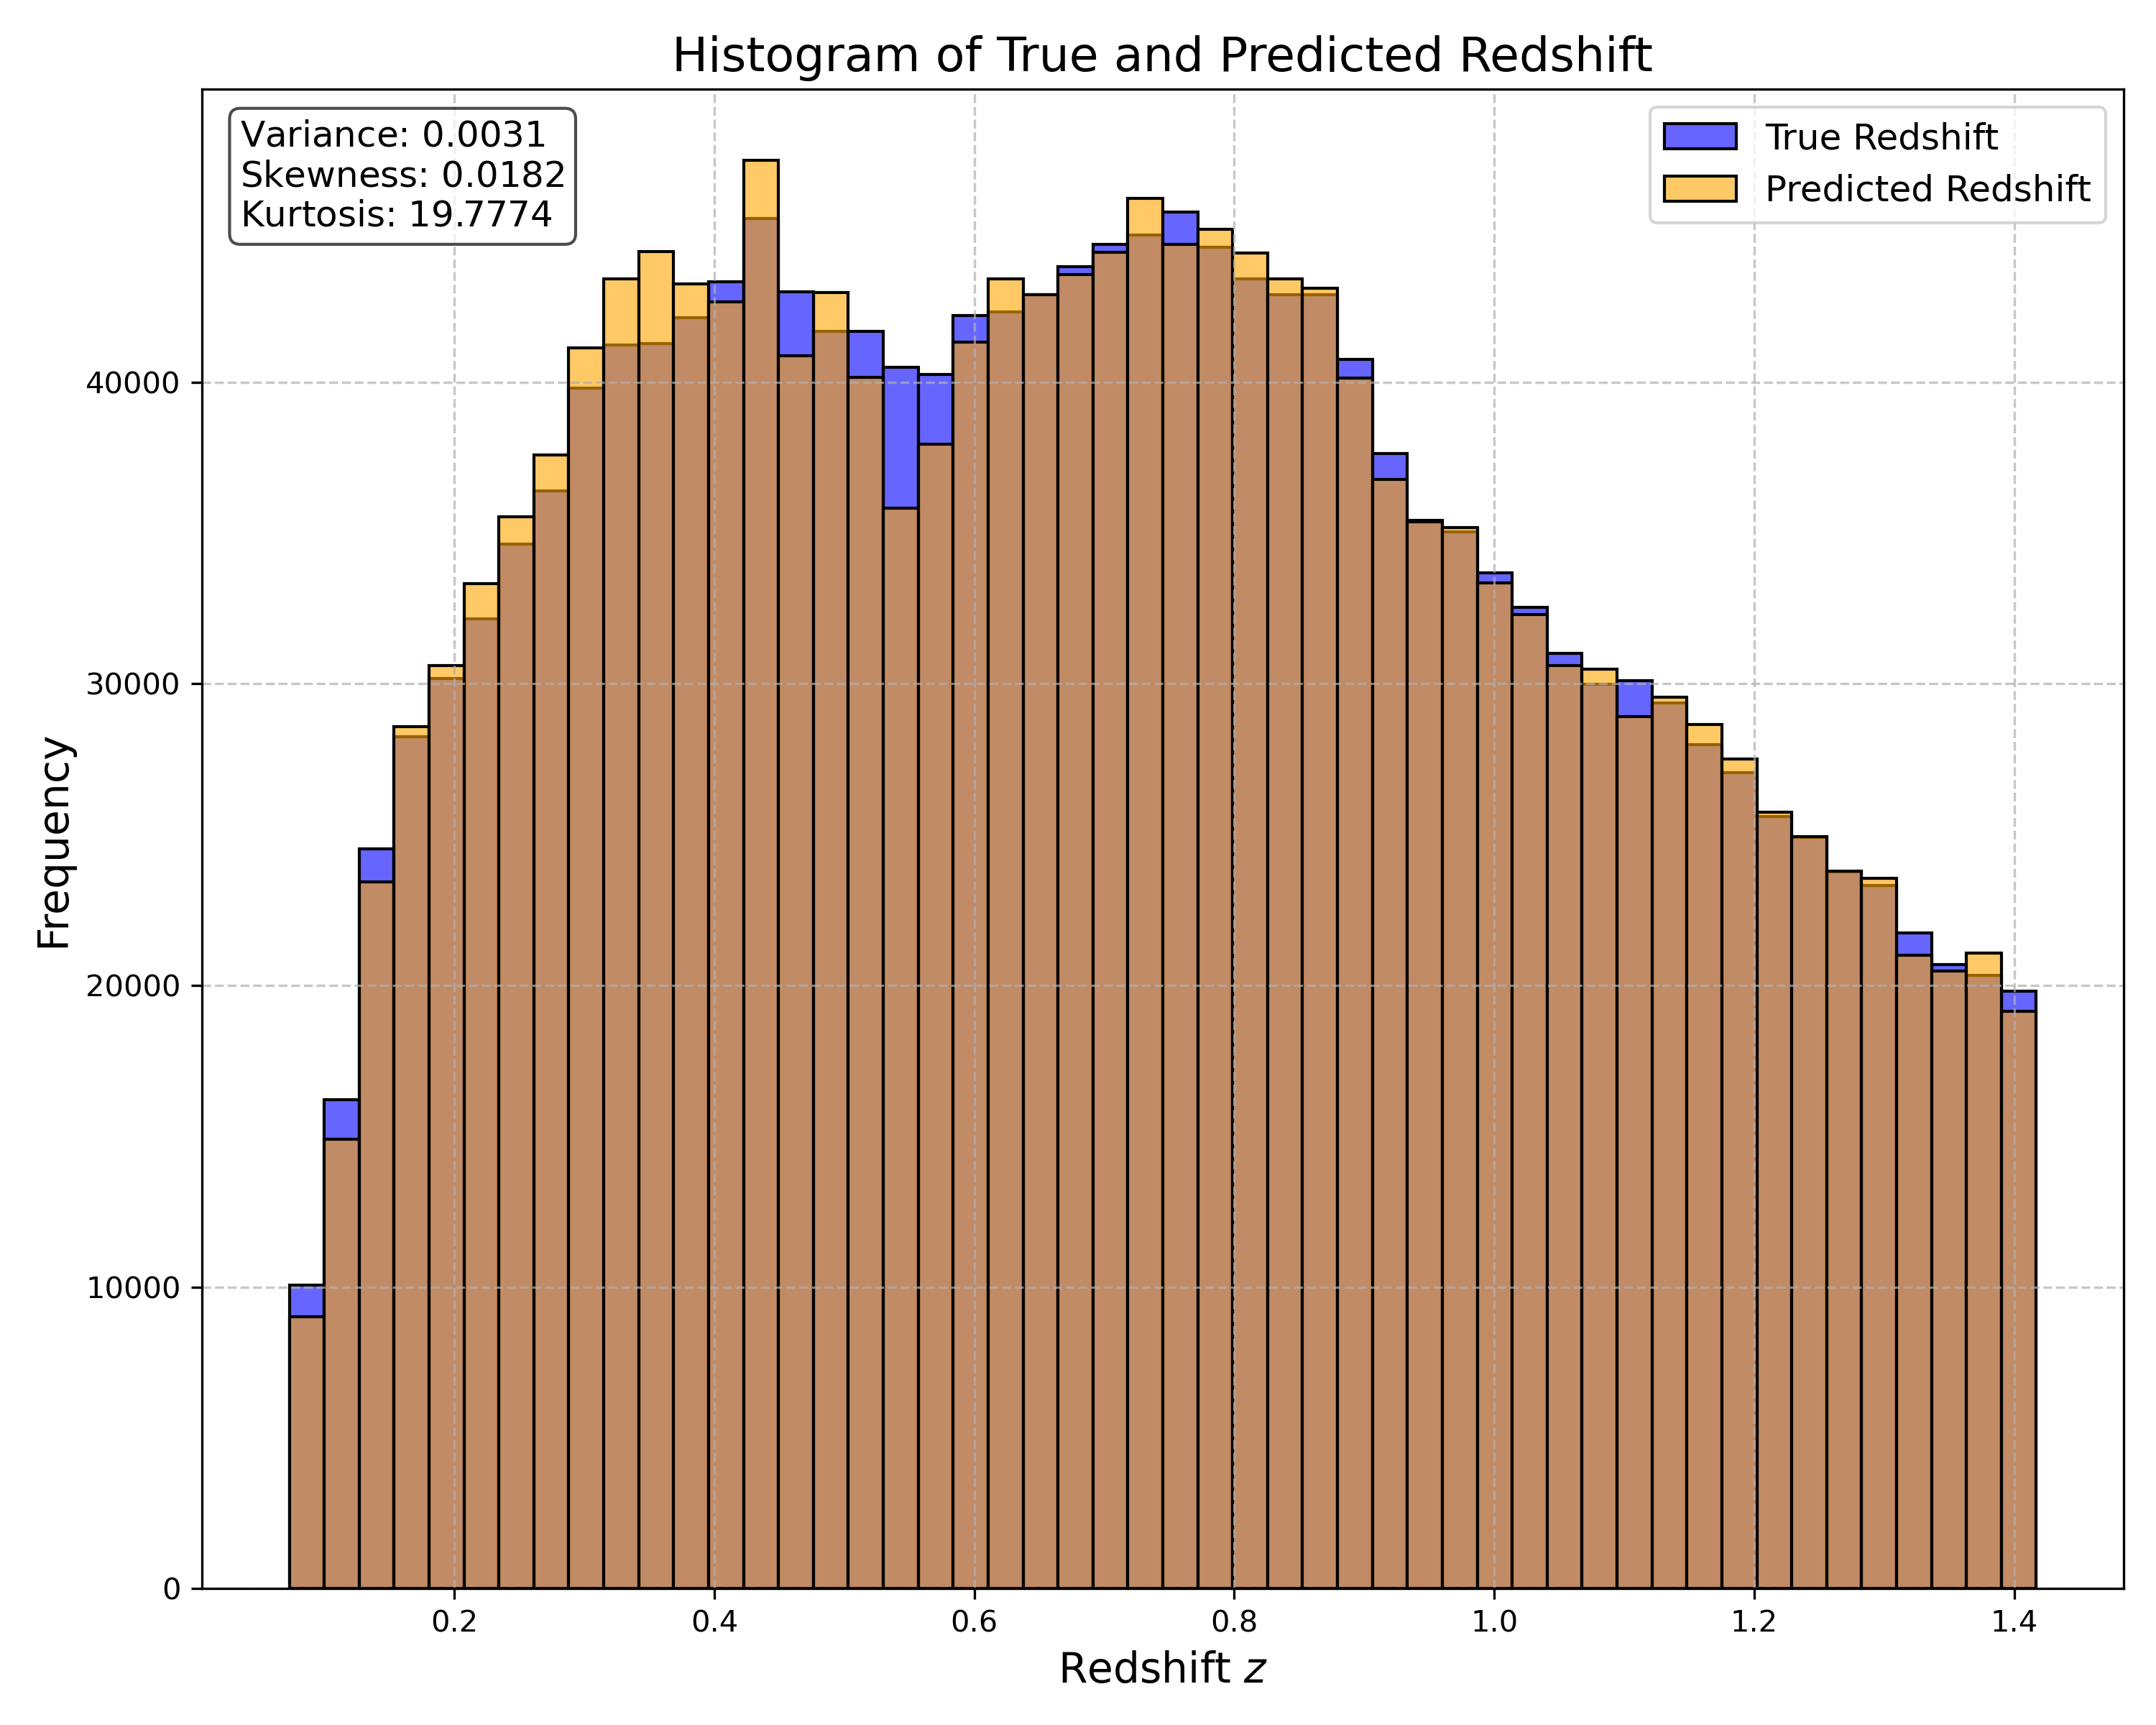 Histogram of True and Predicted Redshift
Variance: 0.0031
Skewness: 0.0182
Kurtosis: 19.7774
True Redshift
Predicted Redshift
Frequency
40000
30000
20000
10000
0
0.2
0.4
0.6
0.8
1.0
1.2
1.4
Redshift z